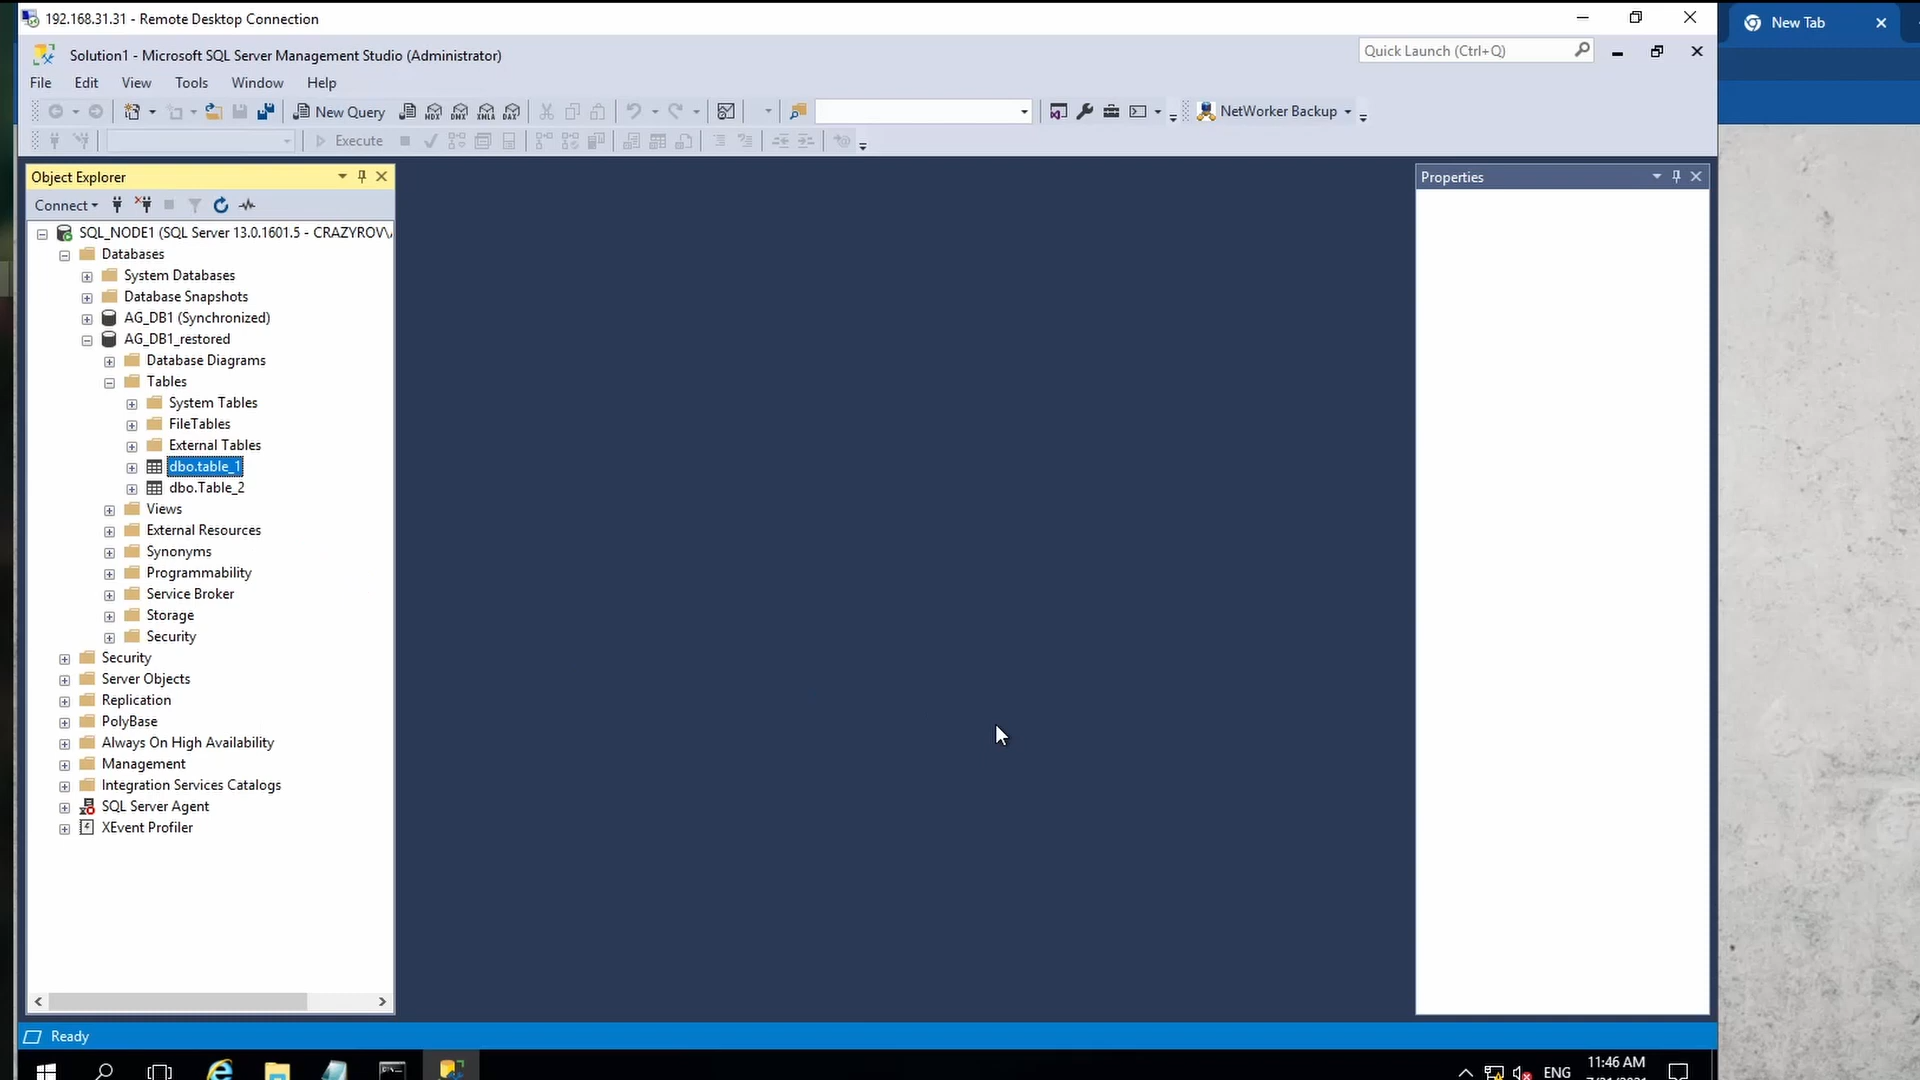 192.168.31.31 - Remote Desktop Connection
New Tab
Solution1 - Microsoft SQL Server Management Studio (Administrator)
Quick Launch (Ctrl+Q)
File Edit View Tools Window Help
New Query
MDX DMX XMLA DAX
NetWorker Backup
Execute
Object Explorer
Properties
Connect
SQL_NODE1 (SQL Server 13.0.1601.5 - CRAZYROV\
Databases
System Databases
Database Snapshots
AG_DB1 (Synchronized)
AG_DB1_restored
Database Diagrams
Tables
System Tables
FileTables
External Tables
dbo.table_1
dbo.Table_2
Views
External Resources
Synonyms
Programmability
Service Broker
Storage
Security
Security
Server Objects
Replication
PolyBase
Always On High Availability
Management
Integration Services Catalogs
SQL Server Agent
XEvent Profiler
Ready
ENG
11:46 AM